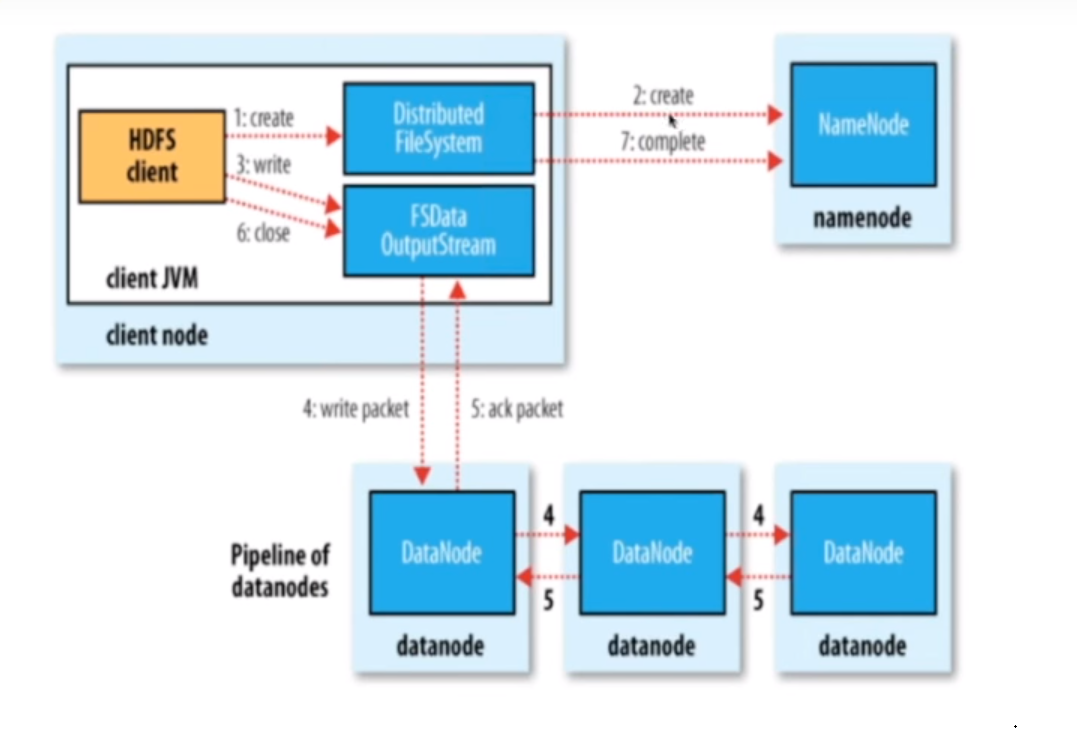 1: create
HDFS
client
3: write
6: close
Distributed
FileSystem
FSData
OutputStream
client JVM
client node
2: create
7: complete
NameNode
namenode
4: write packet
5: ack packet
Pipeline of
datanodes
DataNode
datanode
4
5
DataNode
datanode
4
5
DataNode
datanode